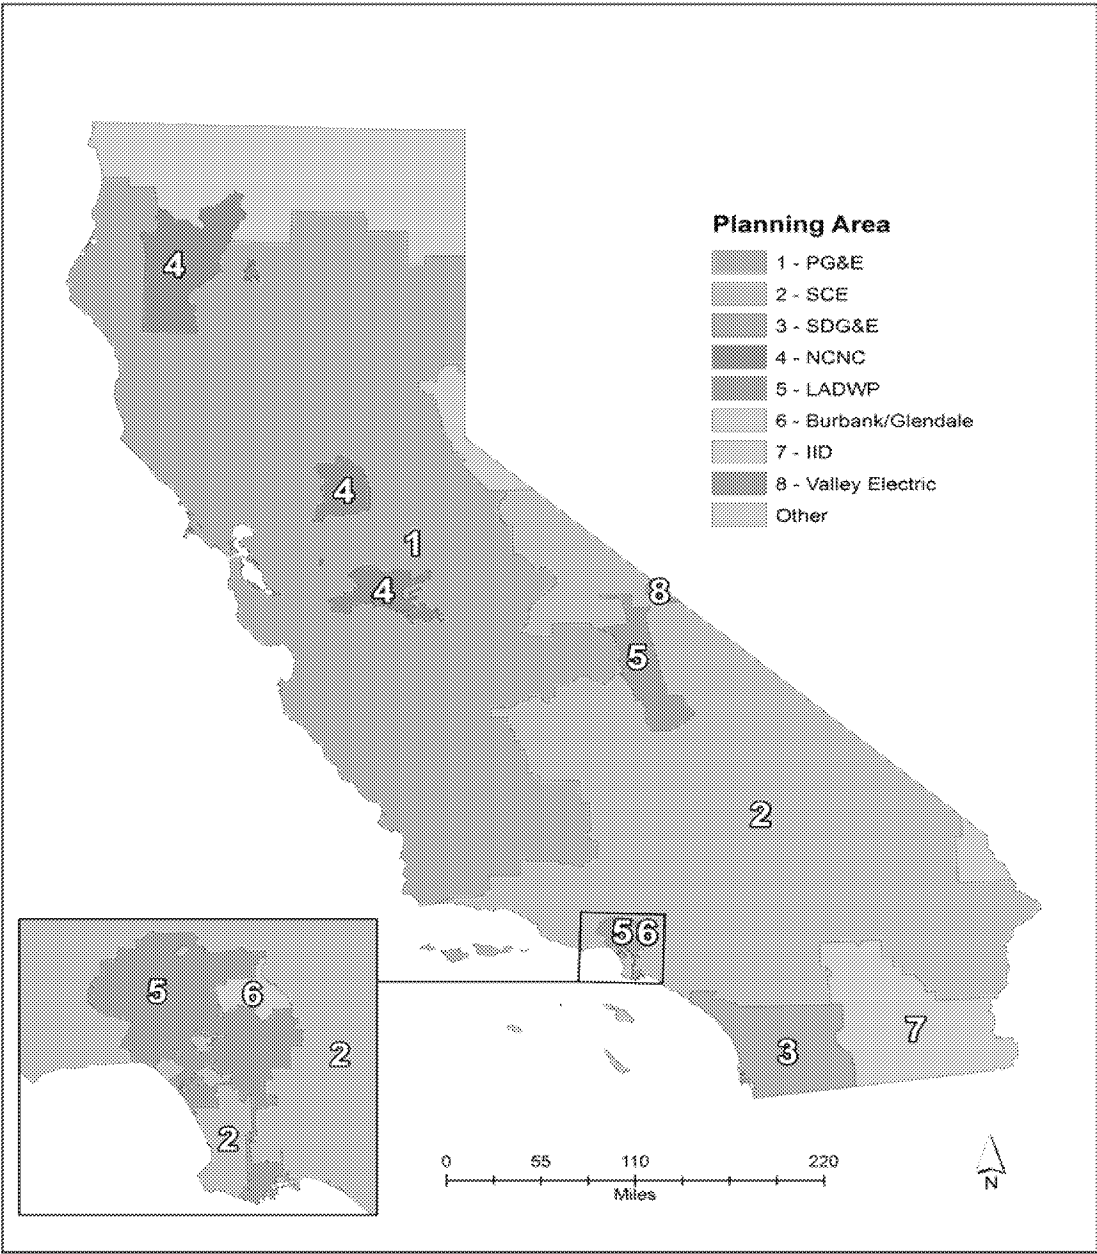 Planning Area
1 - PG&E
2 - SCE
3 - SDG&E
4 - NCNC
5 - LADWP
6 - Burbank/Glendale
7 - IID
8 - Valley Electric
Other
4
4
1
4
8
5
2
5 6
5
6
2
2
3
7
0 55 110 220
Miles
N